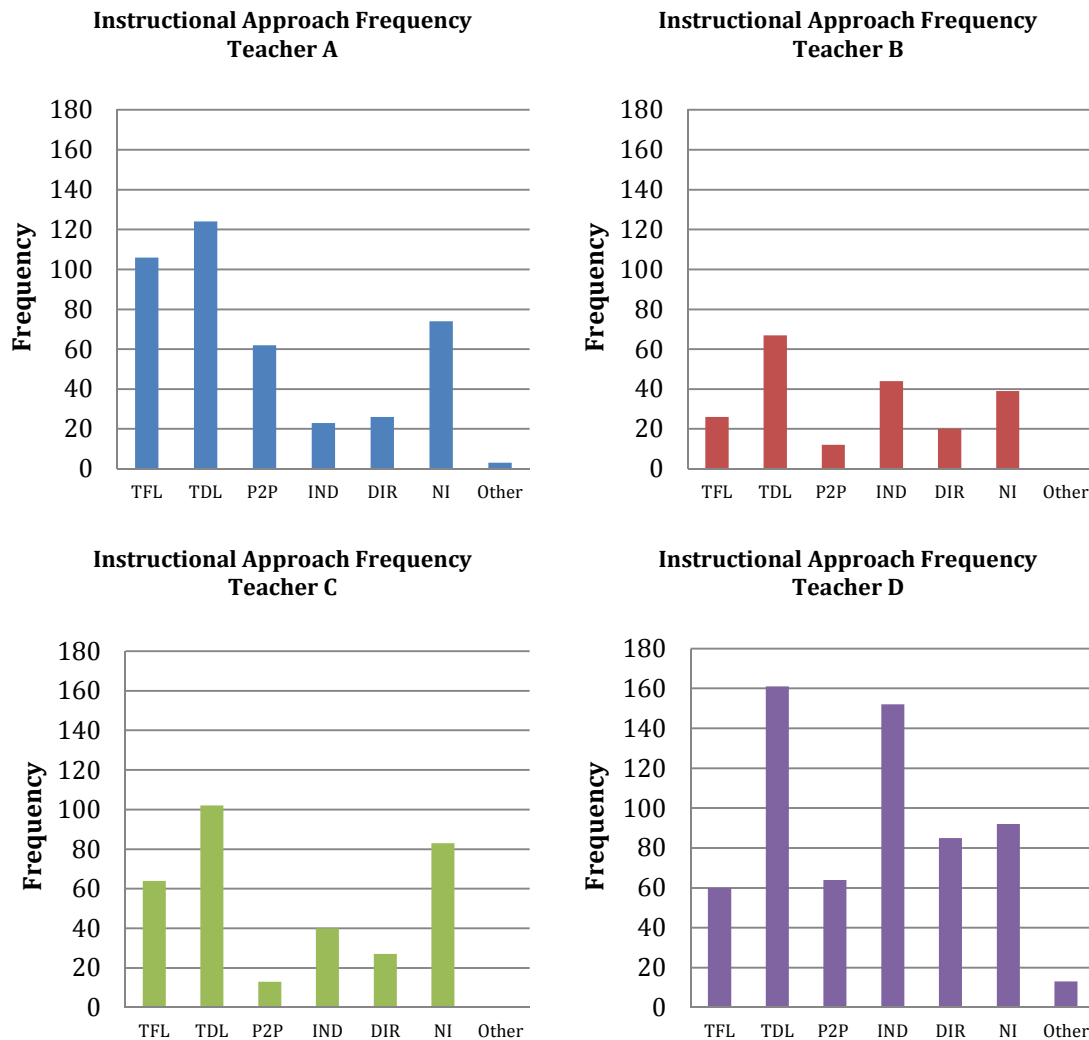 Instructional Approach Frequency
Teacher A
180
160
140
120
100
80
60
40
20
0
Frequency
TFL TDL P2P IND DIR NI Other
Instructional Approach Frequency
Teacher B
180
160
140
120
100
80
60
40
20
0
Frequency
TFL TDL P2P IND DIR NI Other
Instructional Approach Frequency
Teacher C
180
160
140
120
100
80
60
40
20
0
Frequency
TFL TDL P2P IND DIR NI Other
Instructional Approach Frequency
Teacher D
180
160
140
120
100
80
60
40
20
0
Frequency
TFL TDL P2P IND DIR NI Other